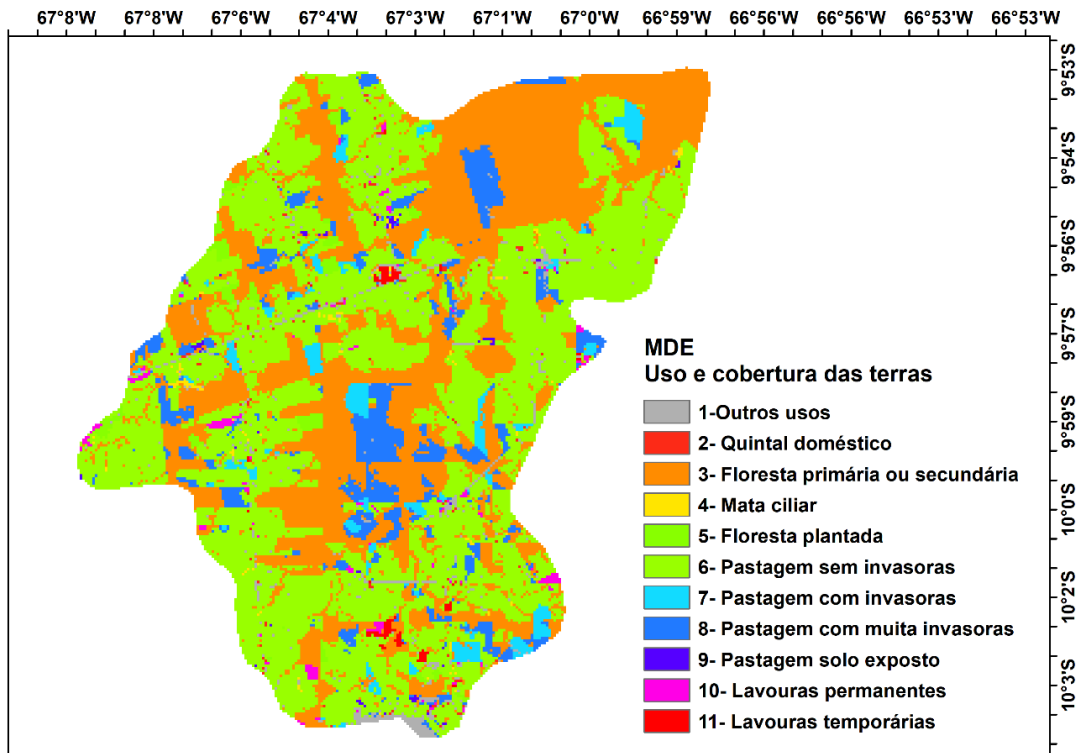 67°8'W 67°8'W 67°6'W 67°4'W 67°3'W 67°1'W 67°0'W 66°59'W 66°56'W 66°53'W 66°53'W
9°53'S
9°54'S
9°56'S
9°57'S
9°59'S
10°0'S
10°2'S
10°3'S
MDE
Uso e cobertura das terras
1-Outros usos
2- Quintal doméstico
3- Floresta primária ou secundária
4- Mata ciliar
5- Floresta plantada
6- Pastagem sem invasoras
7- Pastagem com invasoras
8- Pastagem com muita invasoras
9- Pastagem solo exposto
10- Lavouras permanentes
11- Lavouras temporárias